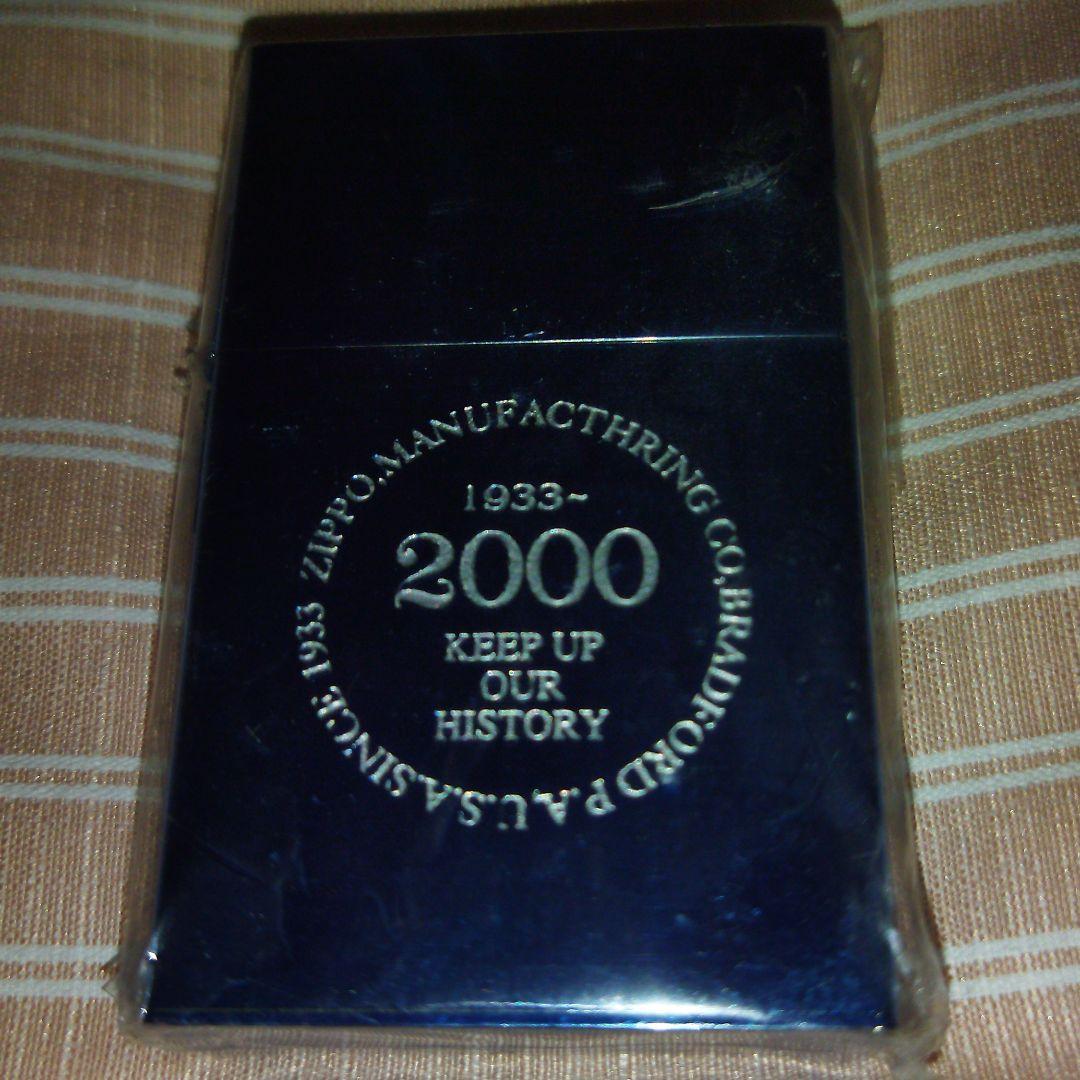 ZIPPO,MANUFACTHRING CO,BRADFORD P.A,U.S.A.SINCE 1933
1933~
2000
KEEP UP
OUR
HISTORY